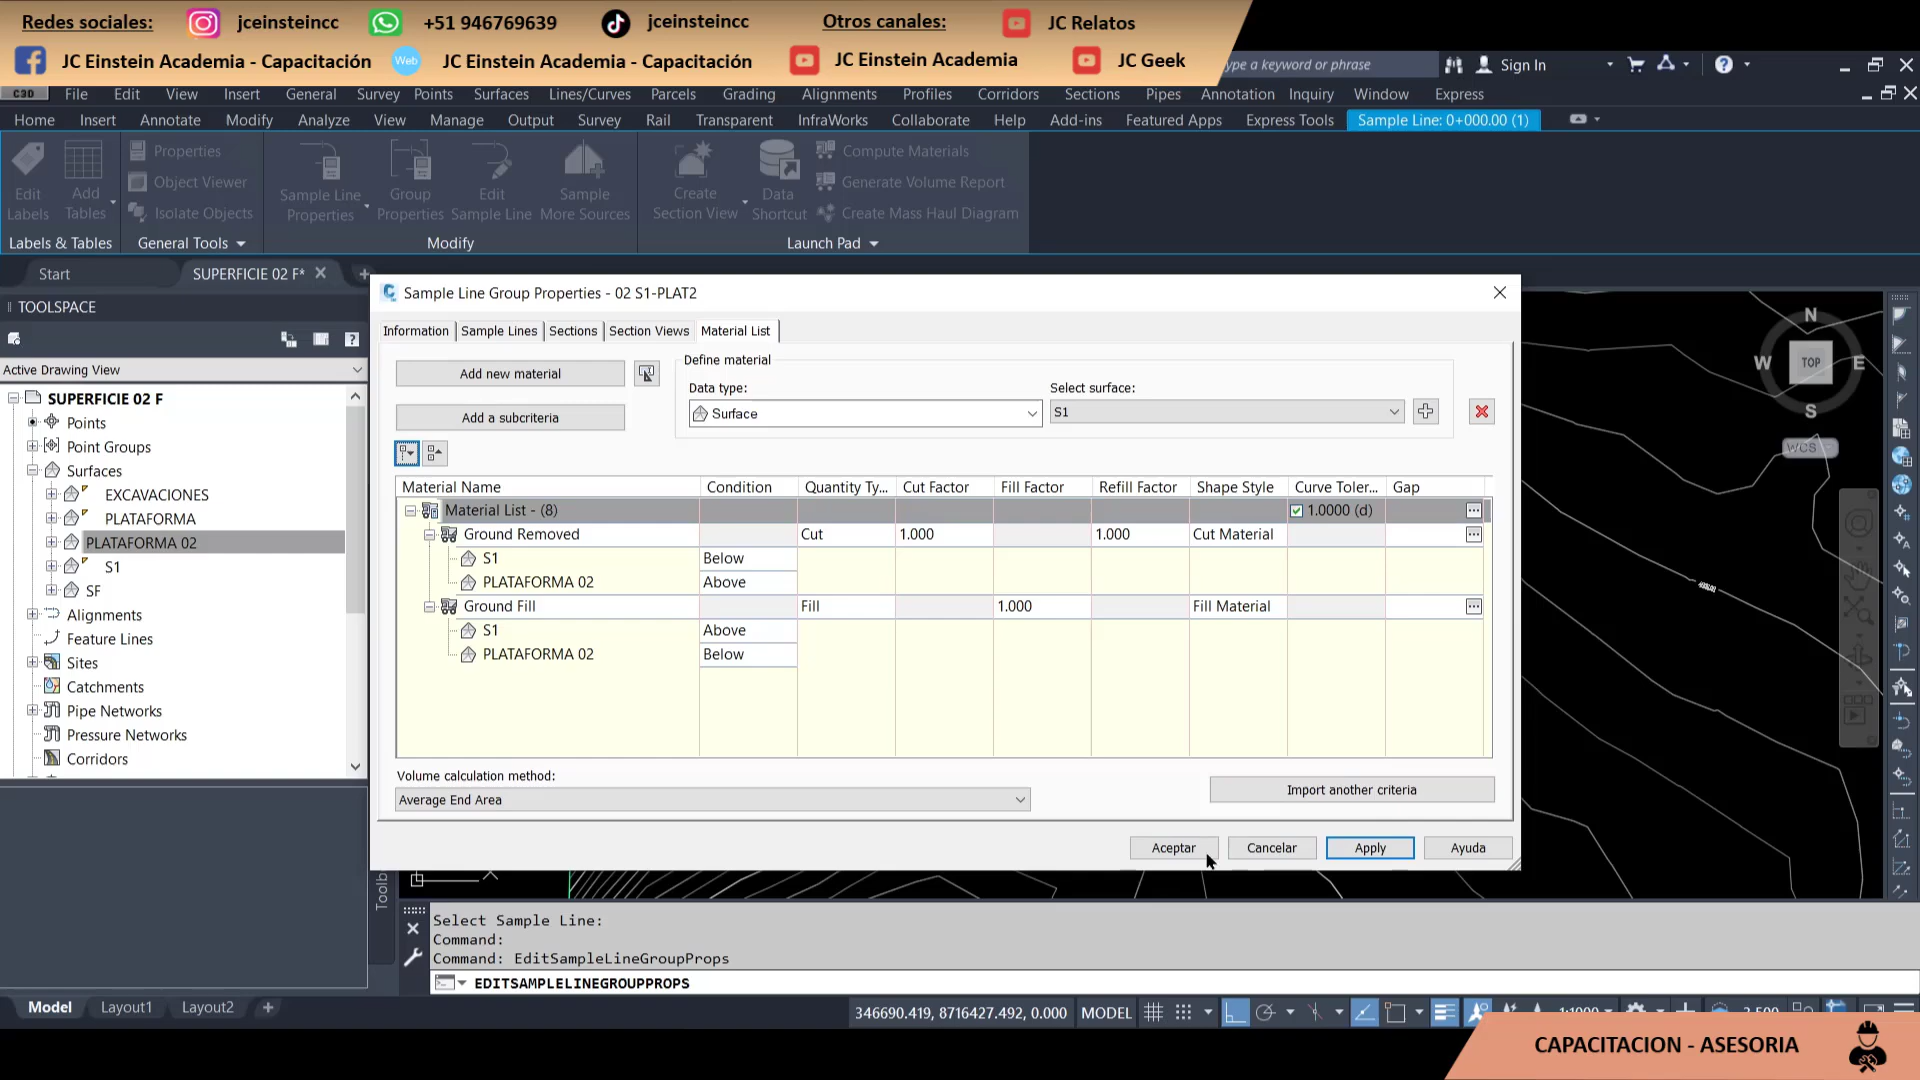 Redes sociales: jceinsteincc +51 946769639 jceinsteincc Otros canales: JC Relatos
JC Einstein Academia - Capacitación Web JC Einstein Academia - Capacitación JC Einstein Academia JC Geek
ype a keyword or phrase Sign In
C3D File Edit View Insert General Survey Points Surfaces Lines/Curves Parcels Grading Alignments Profiles Corridors Sections Pipes Annotation Inquiry Window Express
Home Insert Annotate Modify Analyze View Manage Output Survey Rail Transparent InfraWorks Collaborate Help Add-ins Featured Apps Express Tools Sample Line: 0+000.00 (1)
Edit Labels
Add Tables
Properties
Object Viewer
Isolate Objects
Sample Line Properties
Group Properties
Edit Sample Line
Sample More Sources
Create Section View
Data Shortcut
Compute Materials
Generate Volume Report
Create Mass Haul Diagram
Labels & Tables General Tools Modify Launch Pad
Start SUPERFICIE 02 F*
TOOLSPACE
Active Drawing View
SUPERFICIE 02 F
Points
Point Groups
Surfaces
EXCAVACIONES
PLATAFORMA
PLATAFORMA 02
S1
SF
Alignments
Feature Lines
Sites
Catchments
Pipe Networks
Pressure Networks
Corridors
Toolb
Sample Line Group Properties - 02 S1-PLAT2
Information Sample Lines Sections Section Views Material List
Add new material
Add a subcriteria
Define material
Data type: Select surface:
Surface S1
Material Name Condition Quantity Ty... Cut Factor Fill Factor Refill Factor Shape Style Curve Toler... Gap
Material List - (8) 1.0000 (d) ...
Ground Removed Cut 1.000 1.000 Cut Material ...
S1 Below
PLATAFORMA 02 Above
Ground Fill Fill 1.000 Fill Material ...
S1 Above
PLATAFORMA 02 Below
Volume calculation method:
Average End Area
Import another criteria
Aceptar Cancelar Apply Ayuda
N
W TOP E
S
WCS
Select Sample Line:
Command:
Command: EditSampleLineGroupProps
EDITSAMPLELINEGROUPPROPS
Model Layout1 Layout2 +
346690.419, 8716427.492, 0.000 MODEL
CAPACITACION - ASESORIA